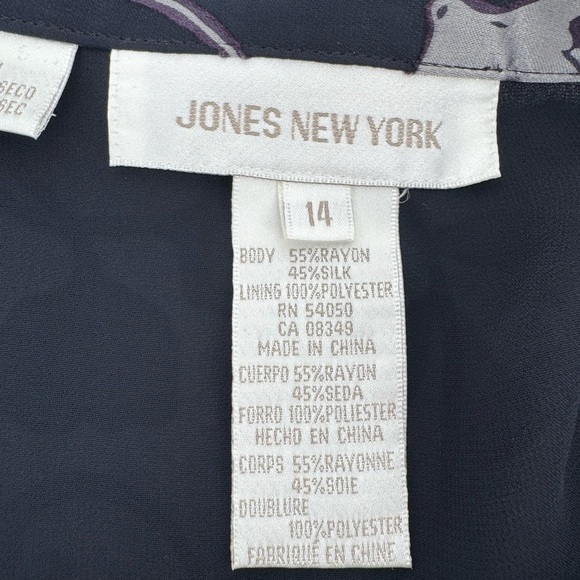 SECO
SEC
JONES NEW YORK
14
BODY 55%RAYON
45%SILK
LINING 100%POLYESTER
RN 54050
CA 08349
MADE IN CHINA
CUERPO 55%RAYON
45%SEDA
FORRO 100%POLIESTER
HECHO EN CHINA
CORPS 55%RAYONNE
45%SOIE
DOUBLURE
100%POLYESTER
FABRIQUÉ EN CHINE